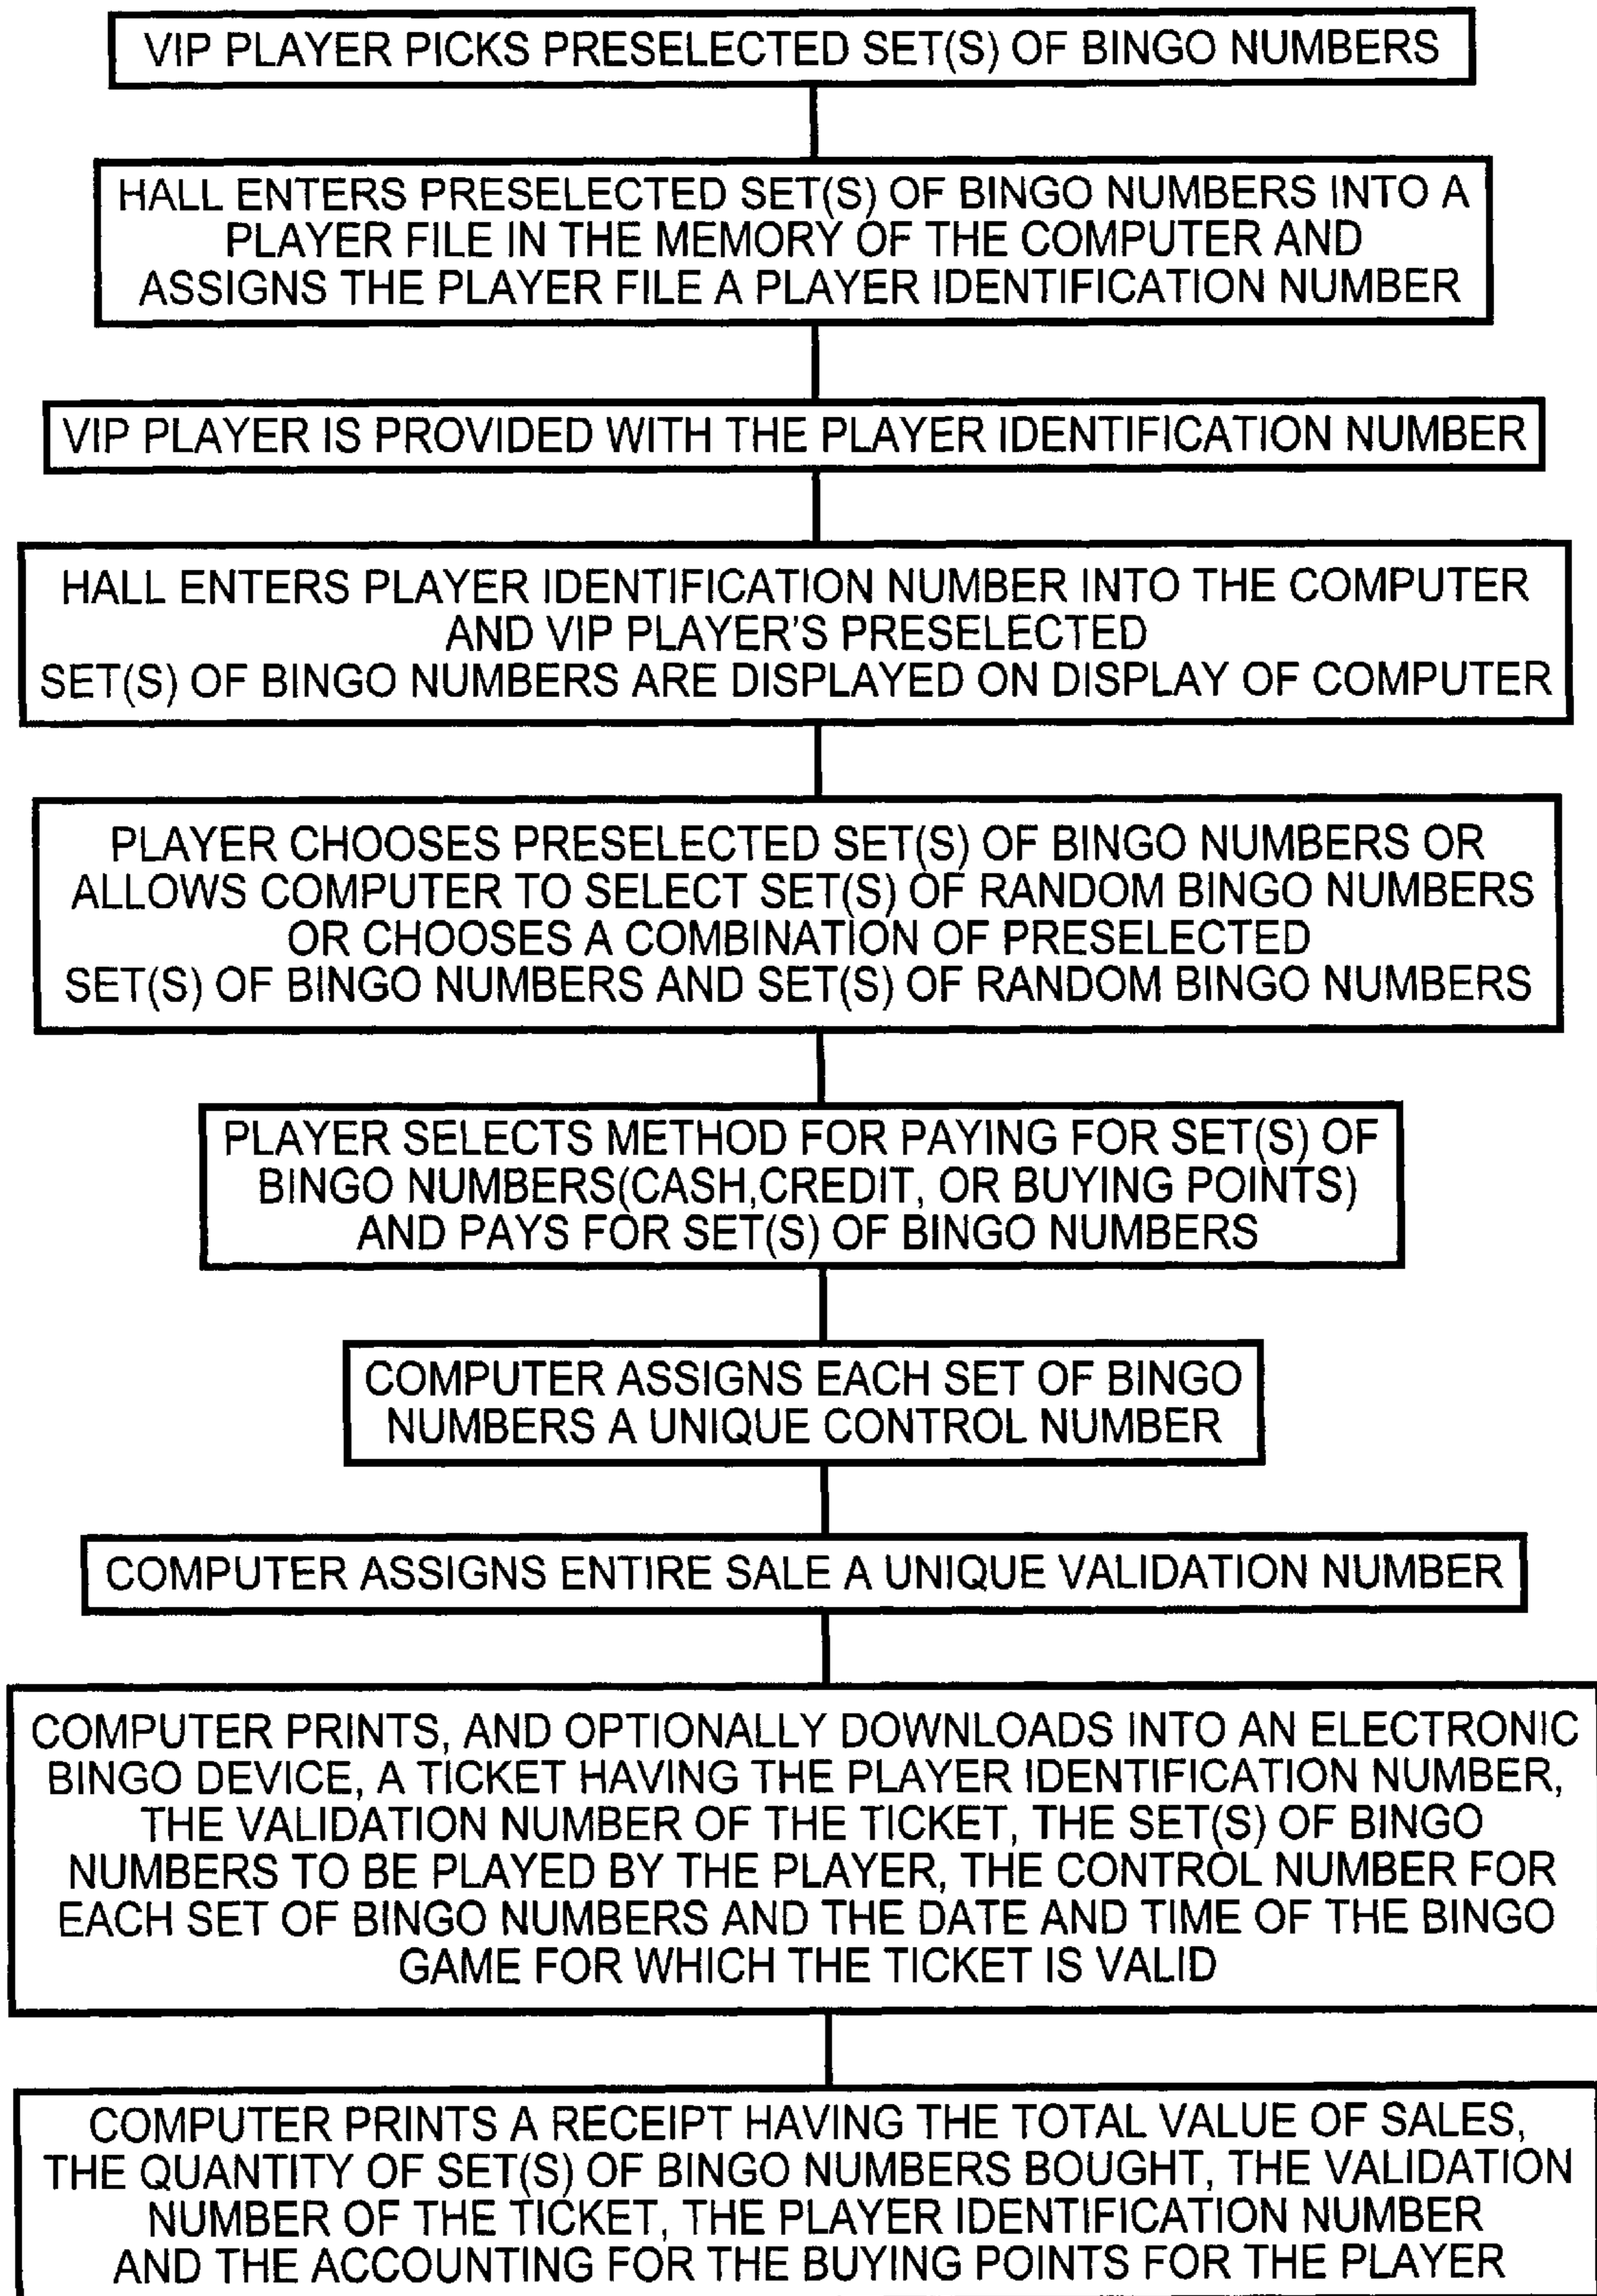 VIP PLAYER PICKS PRESELECTED SET(S) OF BINGO NUMBERS
HALL ENTERS PRESELECTED SET(S) OF BINGO NUMBERS INTO A
PLAYER FILE IN THE MEMORY OF THE COMPUTER AND
ASSIGNS THE PLAYER FILE A PLAYER IDENTIFICATION NUMBER
VIP PLAYER IS PROVIDED WITH THE PLAYER IDENTIFICATION NUMBER
HALL ENTERS PLAYER IDENTIFICATION NUMBER INTO THE COMPUTER
AND VIP PLAYER'S PRESELECTED
SET(S) OF BINGO NUMBERS ARE DISPLAYED ON DISPLAY OF COMPUTER
PLAYER CHOOSES PRESELECTED SET(S) OF BINGO NUMBERS OR
ALLOWS COMPUTER TO SELECT SET(S) OF RANDOM BINGO NUMBERS
OR CHOOSES A COMBINATION OF PRESELECTED
SET(S) OF BINGO NUMBERS AND SET(S) OF RANDOM BINGO NUMBERS
PLAYER SELECTS METHOD FOR PAYING FOR SET(S) OF
BINGO NUMBERS(CASH,CREDIT, OR BUYING POINTS)
AND PAYS FOR SET(S) OF BINGO NUMBERS
COMPUTER ASSIGNS EACH SET OF BINGO
NUMBERS A UNIQUE CONTROL NUMBER
COMPUTER ASSIGNS ENTIRE SALE A UNIQUE VALIDATION NUMBER
COMPUTER PRINTS, AND OPTIONALLY DOWNLOADS INTO AN ELECTRONIC
BINGO DEVICE, A TICKET HAVING THE PLAYER IDENTIFICATION NUMBER,
THE VALIDATION NUMBER OF THE TICKET, THE SET(S) OF BINGO
NUMBERS TO BE PLAYED BY THE PLAYER, THE CONTROL NUMBER FOR
EACH SET OF BINGO NUMBERS AND THE DATE AND TIME OF THE BINGO
GAME FOR WHICH THE TICKET IS VALID
COMPUTER PRINTS A RECEIPT HAVING THE TOTAL VALUE OF SALES,
THE QUANTITY OF SET(S) OF BINGO NUMBERS BOUGHT, THE VALIDATION
NUMBER OF THE TICKET, THE PLAYER IDENTIFICATION NUMBER
AND THE ACCOUNTING FOR THE BUYING POINTS FOR THE PLAYER